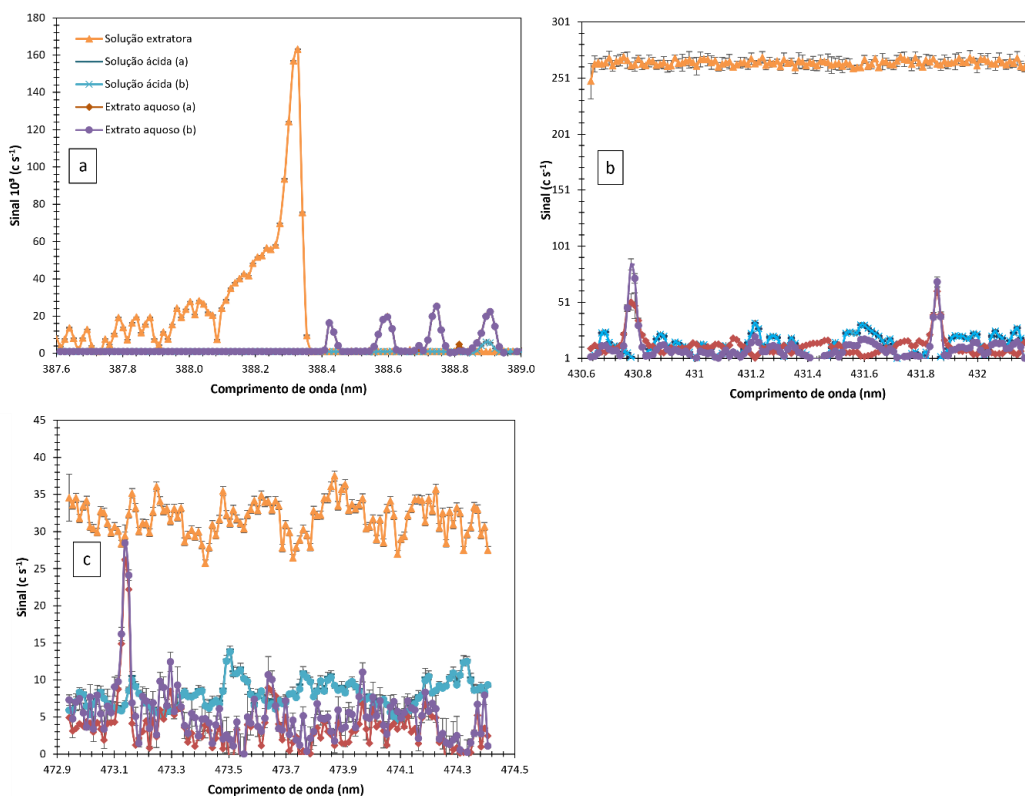 180
160
140
120
100
80
60
40
20
0
Sinal 10³ (c s⁻¹)
Solução extratora
Solução ácida (a)
Solução ácida (b)
Extrato aquoso (a)
Extrato aquoso (b)
a
387.6 387.8 388.0 388.2 388.4 388.6 388.8 389.0
Comprimento de onda (nm)
301
251
201
151
101
51
1
Sinal (c s⁻¹)
b
430.6 430.8 431 431.2 431.4 431.6 431.8 432
Comprimento de onda (nm)
45
40
35
30
25
20
15
10
5
0
Sinal (c s⁻¹)
c
472.9 473.1 473.3 473.5 473.7 473.9 474.1 474.3 474.5
Comprimento de onda (nm)